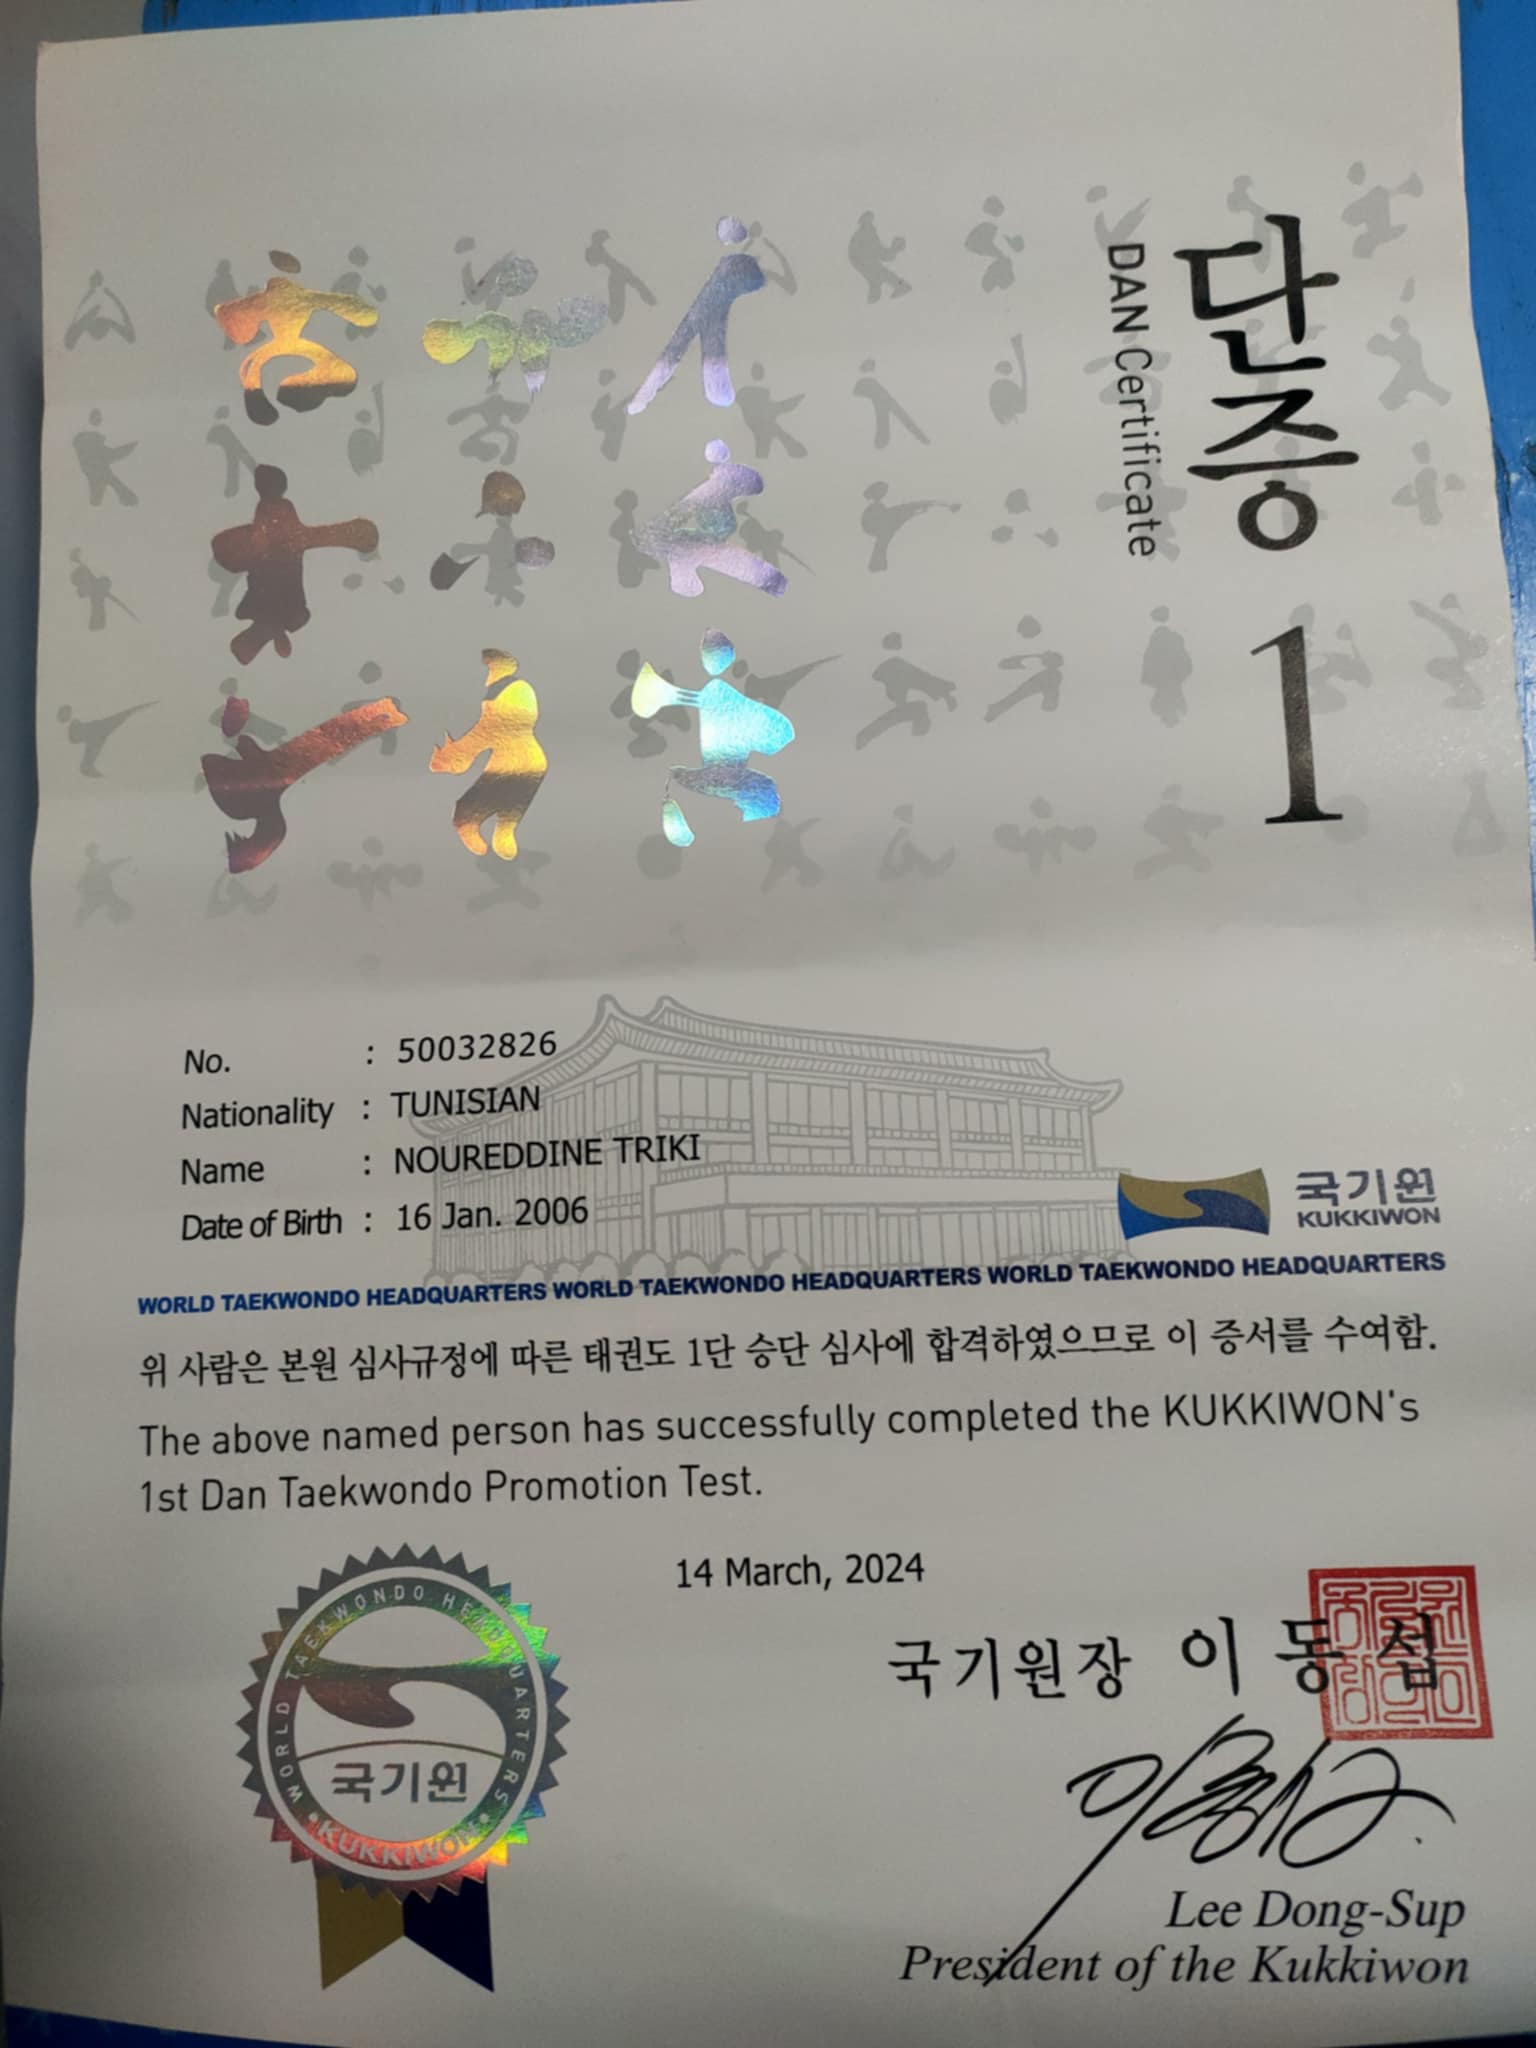 단증 1
DAN Certificate
No. : 50032826
Nationality : TUNISIAN
Name : NOUREDDINE TRIKI
Date of Birth : 16 Jan. 2006
국기원
KUKKIWON
WORLD TAEKWONDO HEADQUARTERS WORLD TAEKWONDO HEADQUARTERS WORLD TAEKWONDO HEADQUARTERS
위 사람은 본원 심사규정에 따른 태권도 1단 승단 심사에 합격하였으므로 이 증서를 수여함.
The above named person has successfully completed the KUKKIWON's
1st Dan Taekwondo Promotion Test.
14 March, 2024
WORLD TAEKWONDO HEADQUARTERS
국기원
KUKKIWON
국기원장 이 동 섭
Lee Dong-Sup
President of the Kukkiwon